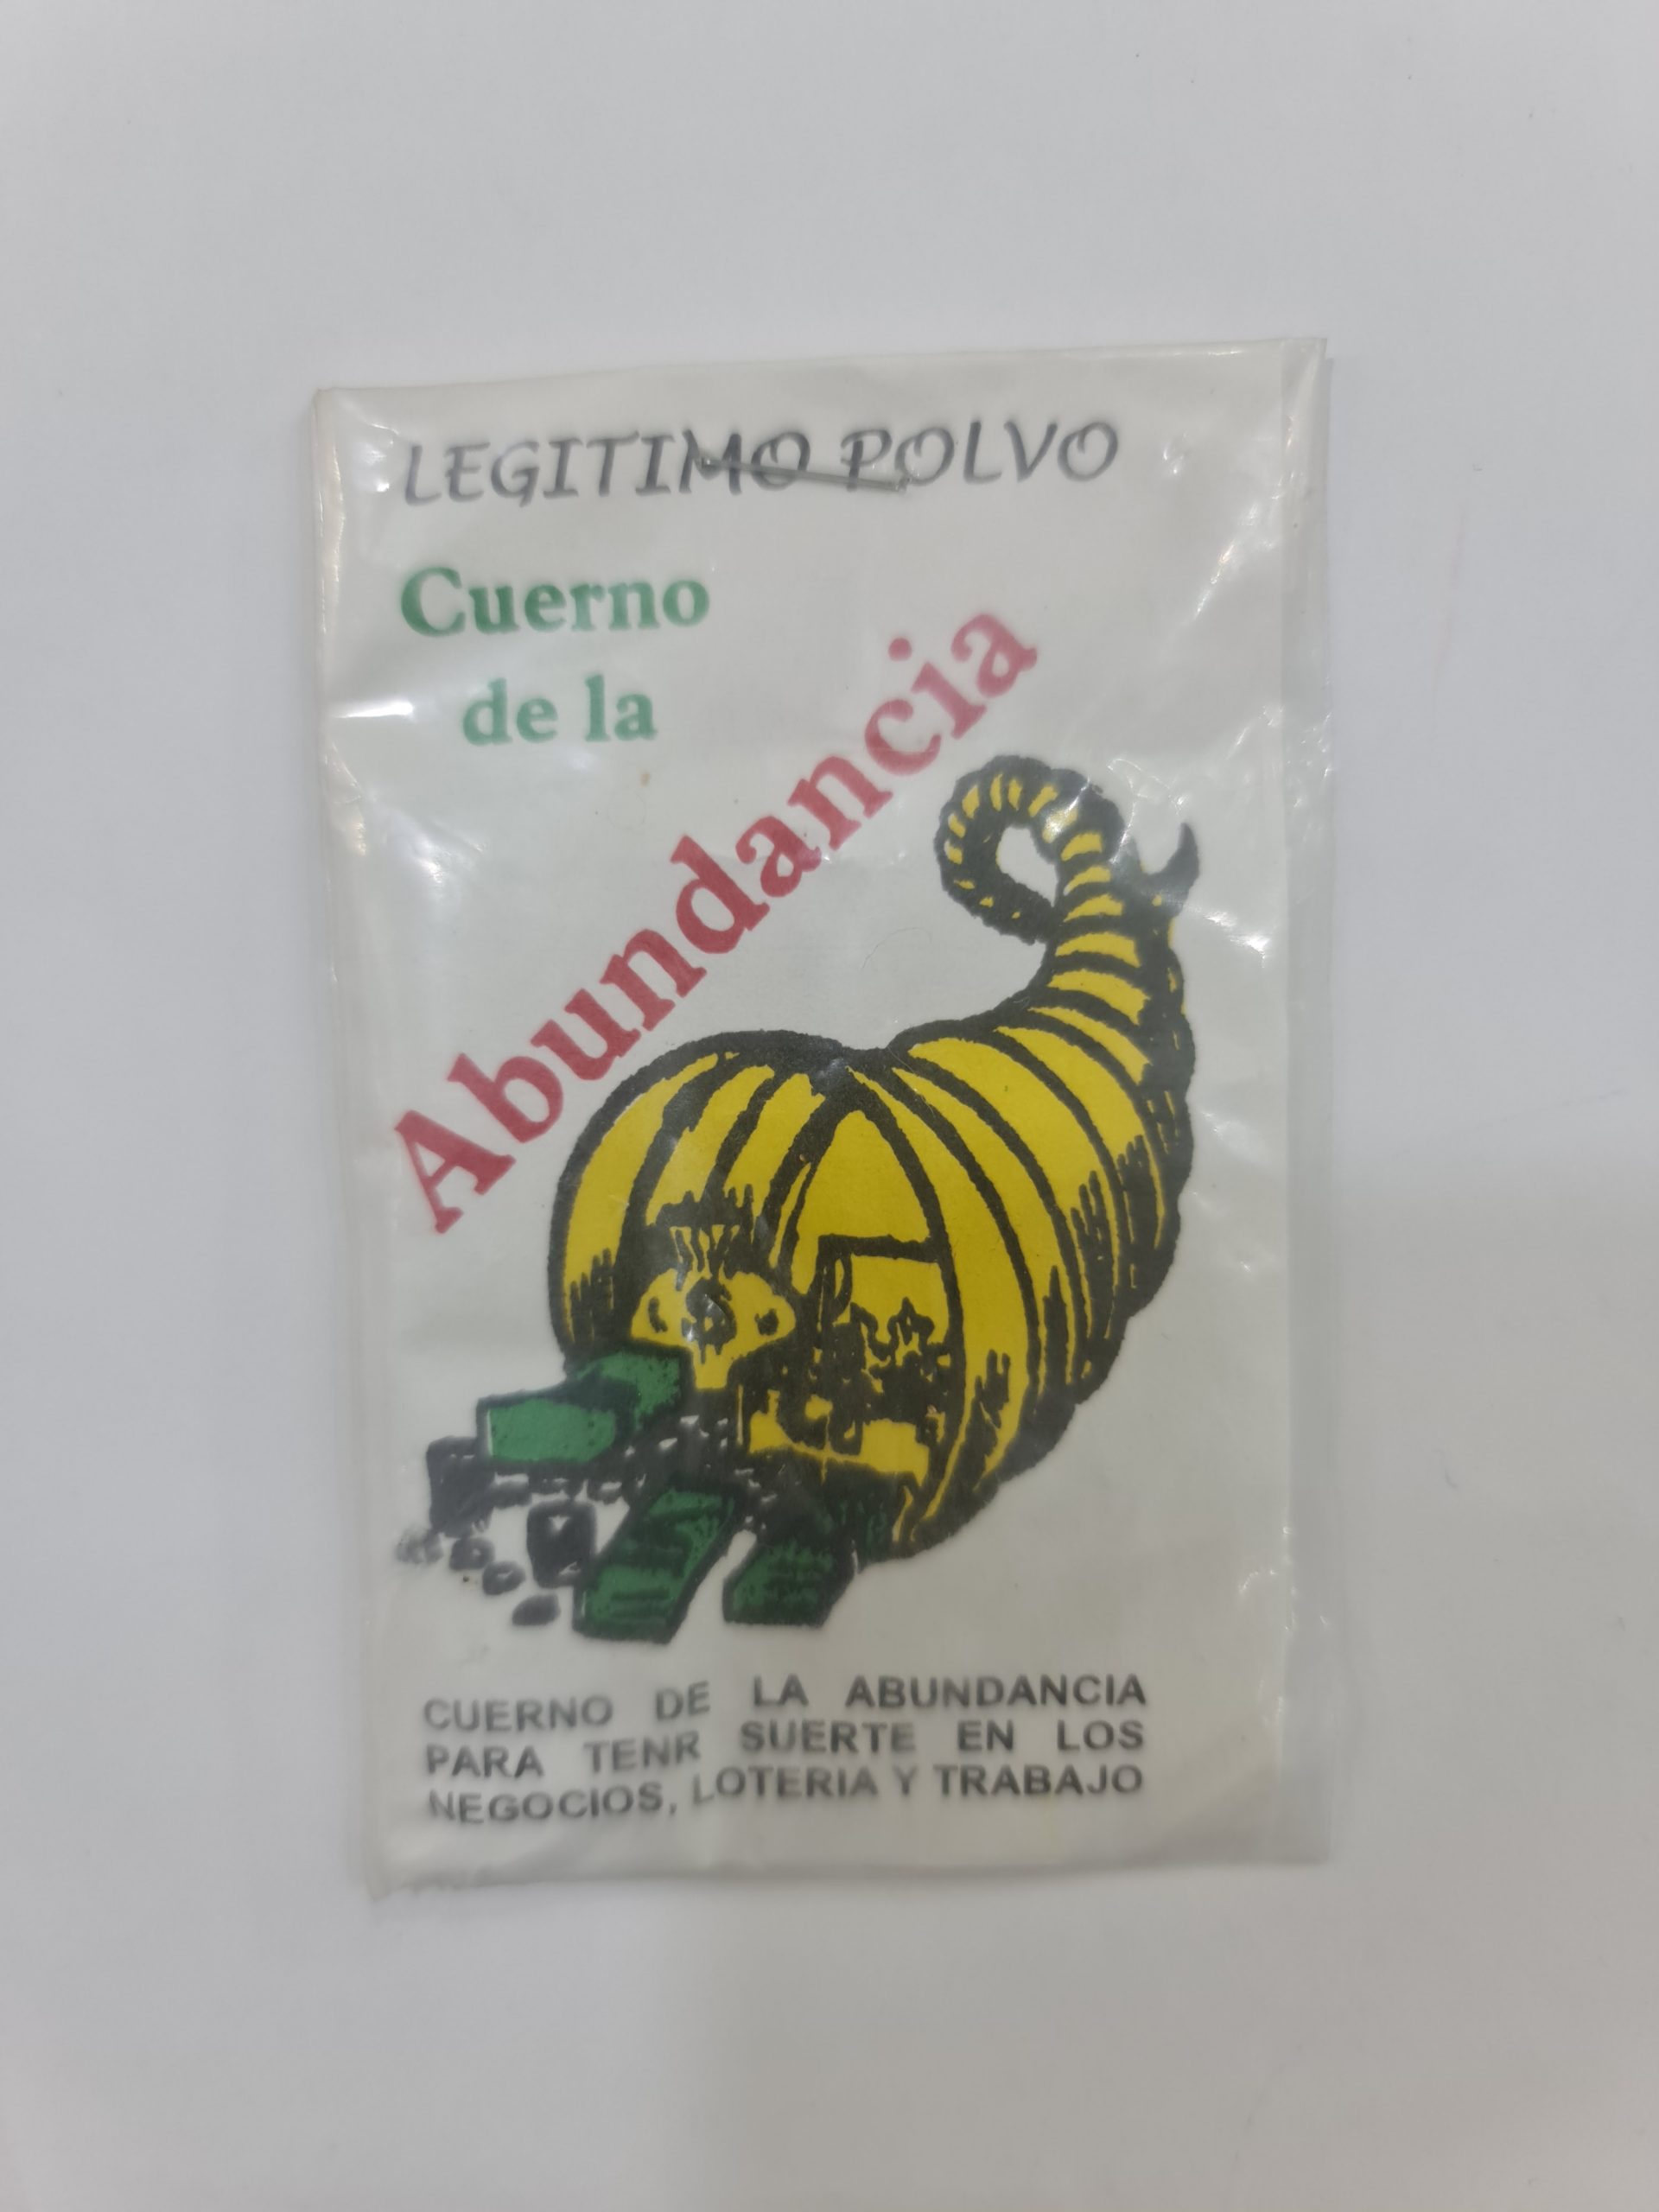 LEGITIMO POLVO
Cuerno
de la
Abundancia
$
CUERNO DE LA ABUNDANCIA
PARA TENR SUERTE EN LOS
NEGOCIOS, LOTERIA Y TRABAJO